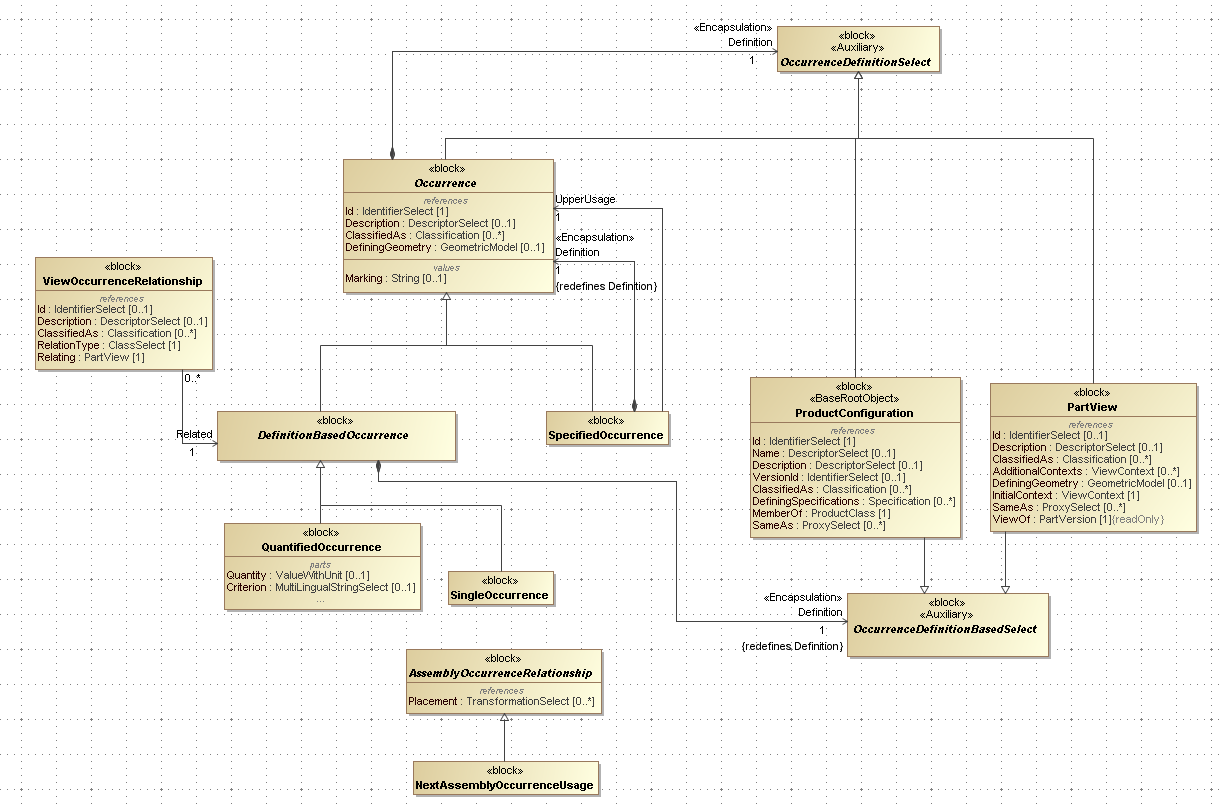 «Encapsulation»
Definition
1
«block»
«Auxiliary»
OccurrenceDefinitionSelect
«block»
Occurrence
references
Id : IdentifierSelect [1]
Description : DescriptorSelect [0..1]
ClassifiedAs : Classification [0..*]
DefiningGeometry : GeometricModel [0..1]
values
Marking : String [0..1]
UpperUsage
1
«Encapsulation»
Definition
1
{redefines Definition}
«block»
ViewOccurrenceRelationship
references
Id : IdentifierSelect [0..1]
Description : DescriptorSelect [0..1]
ClassifiedAs : Classification [0..*]
RelationType : ClassSelect [1]
Relating : PartView [1]
0..*
Related
1
«block»
DefinitionBasedOccurrence
«block»
SpecifiedOccurrence
«block»
«BaseRootObject»
ProductConfiguration
references
Id : IdentifierSelect [1]
Name : DescriptorSelect [0..1]
Description : DescriptorSelect [0..1]
VersionId : IdentifierSelect [0..1]
ClassifiedAs : Classification [0..*]
DefiningSpecifications : Specification [0..*]
MemberOf : ProductClass [1]
SameAs : ProxySelect [0..*]
«block»
PartView
references
Id : IdentifierSelect [0..1]
Description : DescriptorSelect [0..1]
ClassifiedAs : Classification [0..*]
AdditionalContexts : ViewContext [0..*]
DefiningGeometry : GeometricModel [0..1]
InitialContext : ViewContext [1]
SameAs : ProxySelect [0..*]
ViewOf : PartVersion [1]{readOnly}
«block»
QuantifiedOccurrence
parts
Quantity : ValueWithUnit [0..1]
Criterion : MultiLingualStringSelect [0..1]
...
«block»
SingleOccurrence
«Encapsulation»
Definition
1
{redefines Definition}
«block»
«Auxiliary»
OccurrenceDefinitionBasedSelect
«block»
AssemblyOccurrenceRelationship
references
Placement : TransformationSelect [0..*]
«block»
NextAssemblyOccurrenceUsage